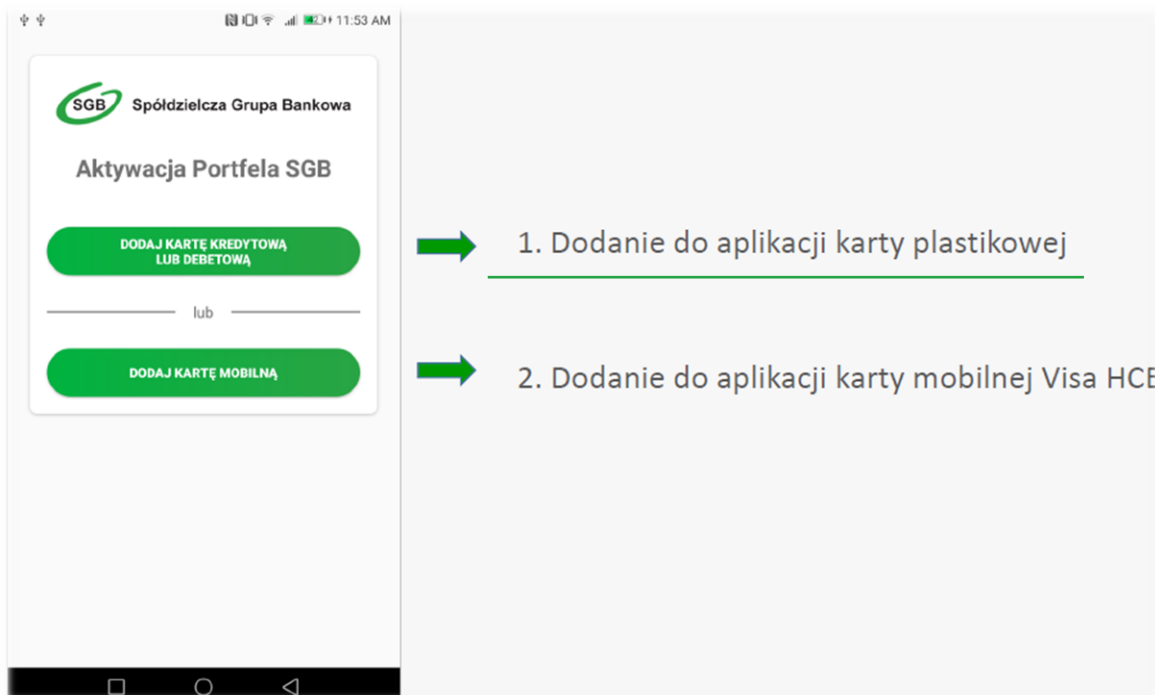 11:53 AM
SGB Spółdzielcza Grupa Bankowa
Aktywacja Portfela SGB
DODAJ KARTĘ KREDYTOWĄ
LUB DEBETOWĄ
1. Dodanie do aplikacji karty plastikowej
lub
DODAJ KARTĘ MOBILNĄ
2. Dodanie do aplikacji karty mobilnej Visa